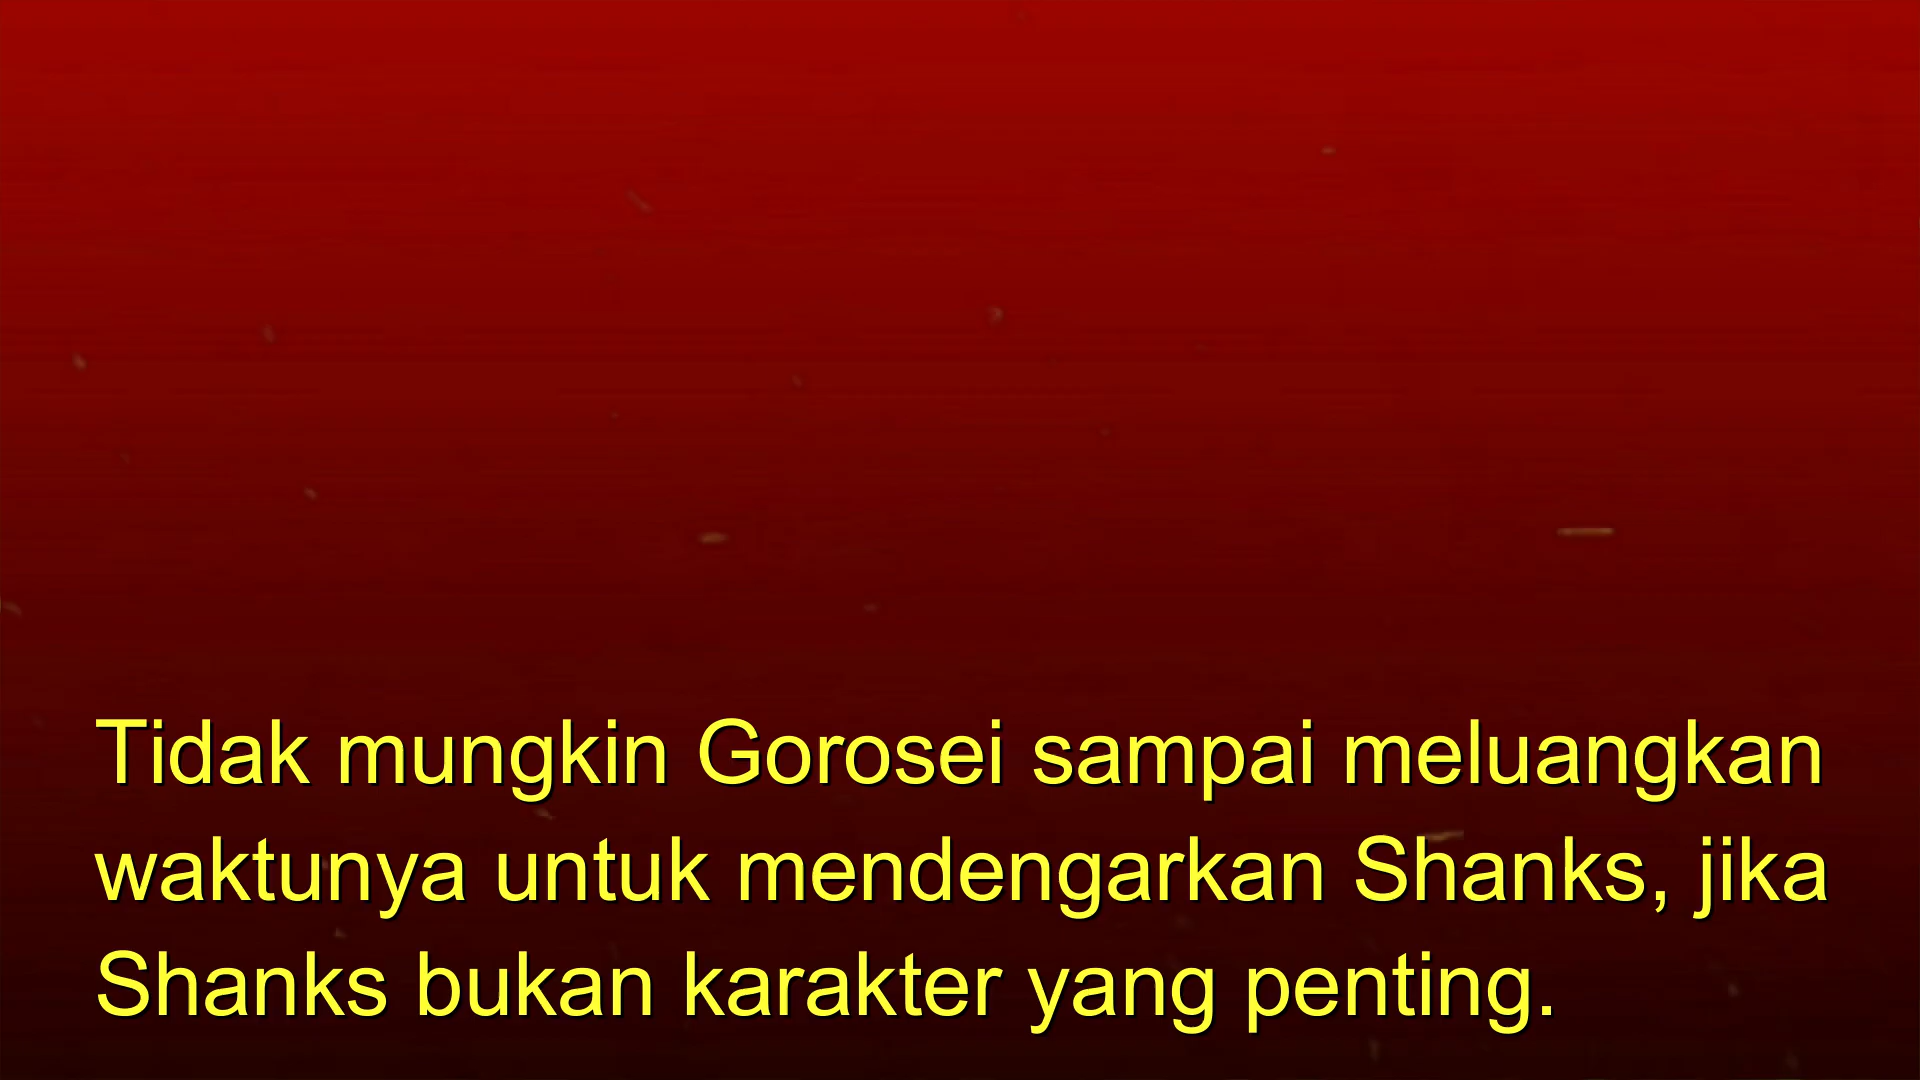 Tidak mungkin Gorosei sampai meluangkan
waktunya untuk mendengarkan Shanks, jika
Shanks bukan karakter yang penting.